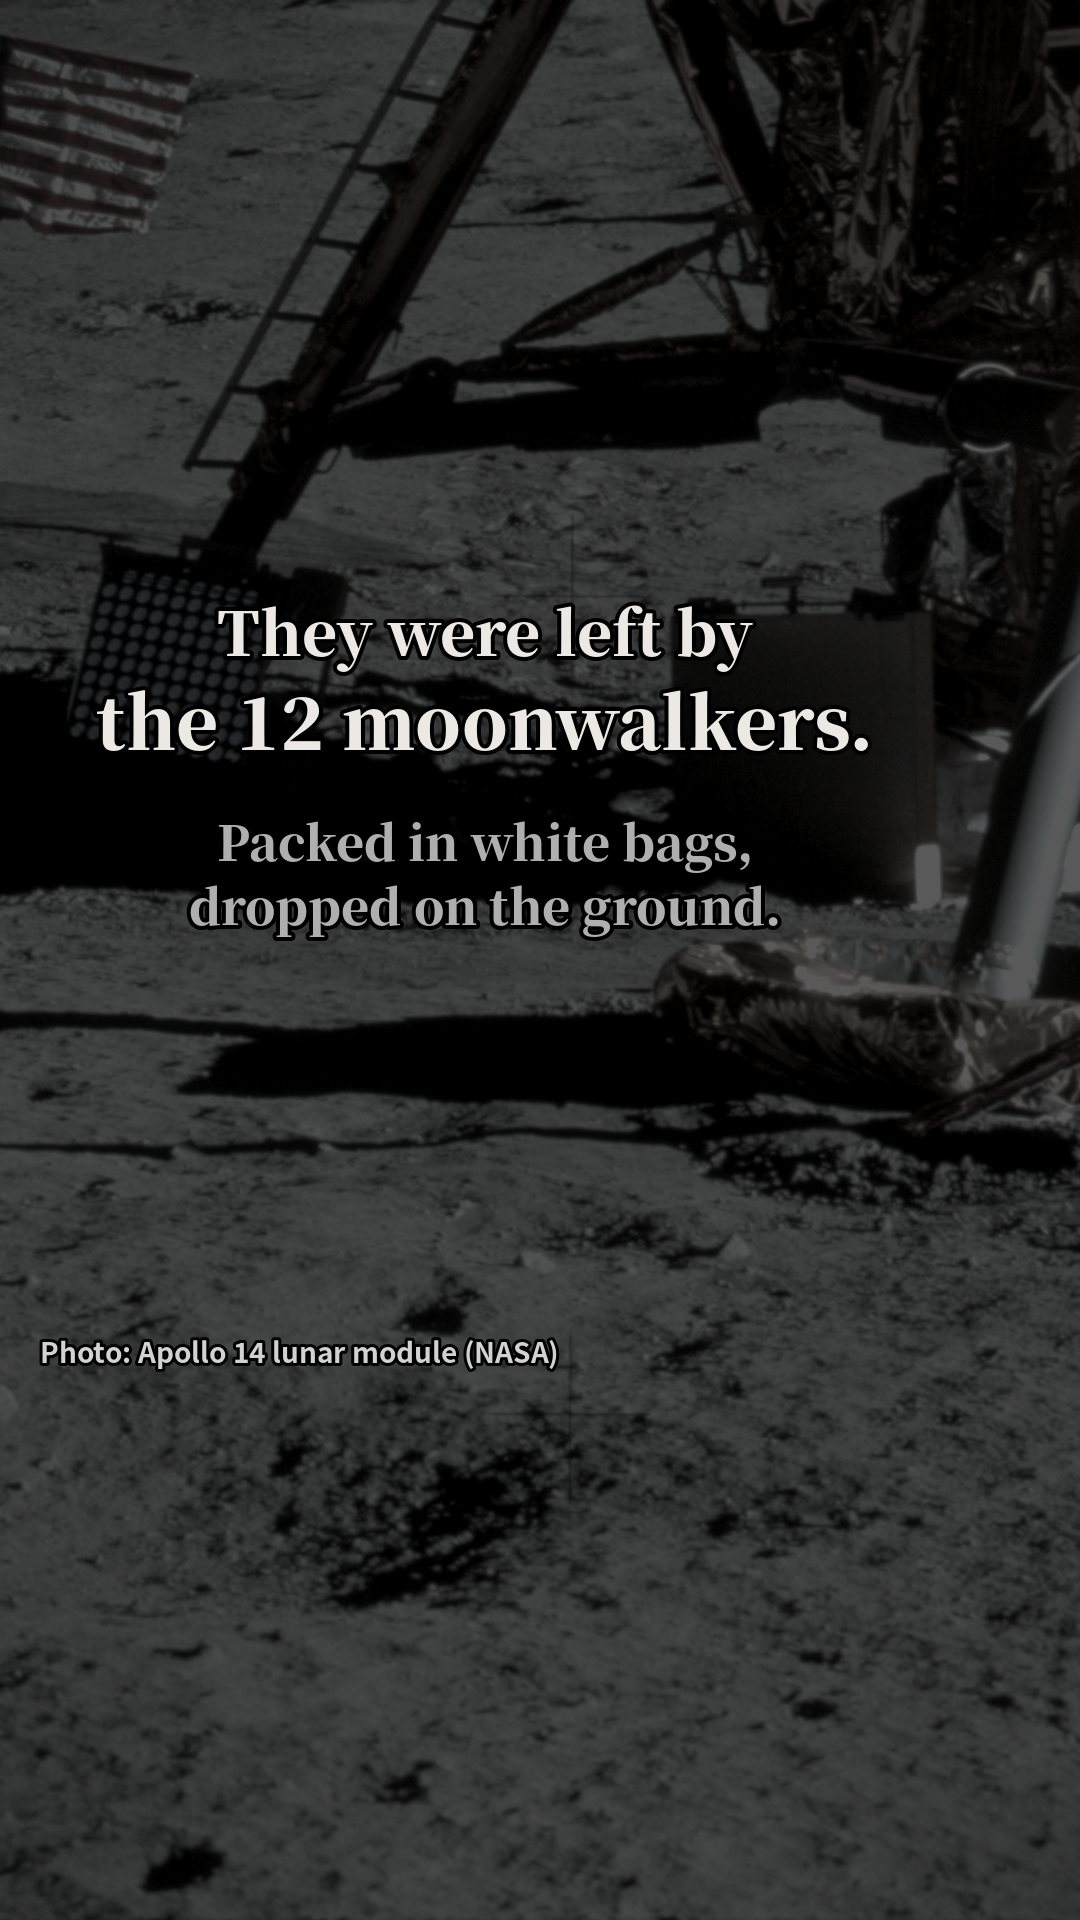 They were left by
the 12 moonwalkers.
Packed in white bags,
dropped on the ground.
Photo: Apollo 14 lunar module (NASA)